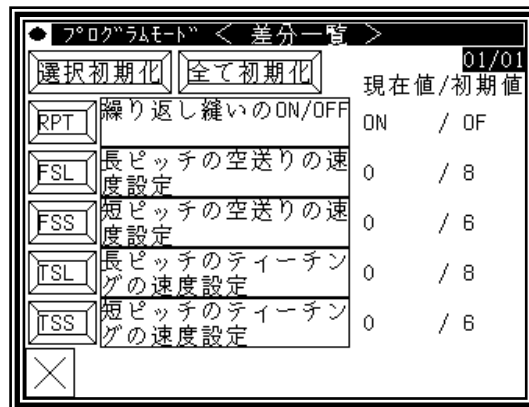 ● プログラムモード < 差分一覧 >
01/01
選択初期化 全て初期化 現在値/初期値
RPT 繰り返し縫いのON/OFF ON / OF
FSL 長ピッチの空送りの速
度設定 0 / 8
FSS 短ピッチの空送りの速
度設定 0 / 6
TSL 長ピッチのティーチン
グの速度設定 0 / 8
TSS 短ピッチのティーチン
グの速度設定 0 / 6